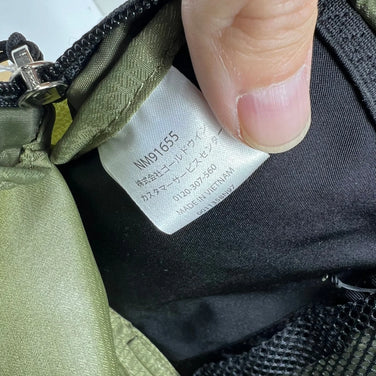 NM91655
株式会社ゴールドウイン
カスタマーサービス・センター
0120-307-560
MADE IN VIETNAM